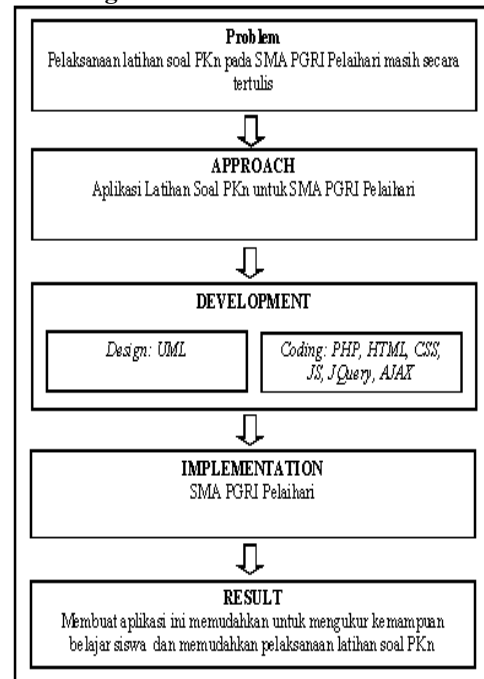 Problem
Pelaksanaan latihan soal PKn pada SMA PGRI Pelaihari masih secara
tertulis
APPROACH
Aplikasi Latihan Soal PKn untuk SMA PGRI Pelaihari
DEVELOPMENT
Design: UML
Coding: PHP, HTML, CSS,
JS, JQuery, AJAX
IMPLEMENTATION
SMA PGRI Pelaihari
RESULT
Membuat aplikasi ini memudahkan untuk mengukur kemampuan
belajar siswa dan memudahkan pelaksanaan latihan soal PKn